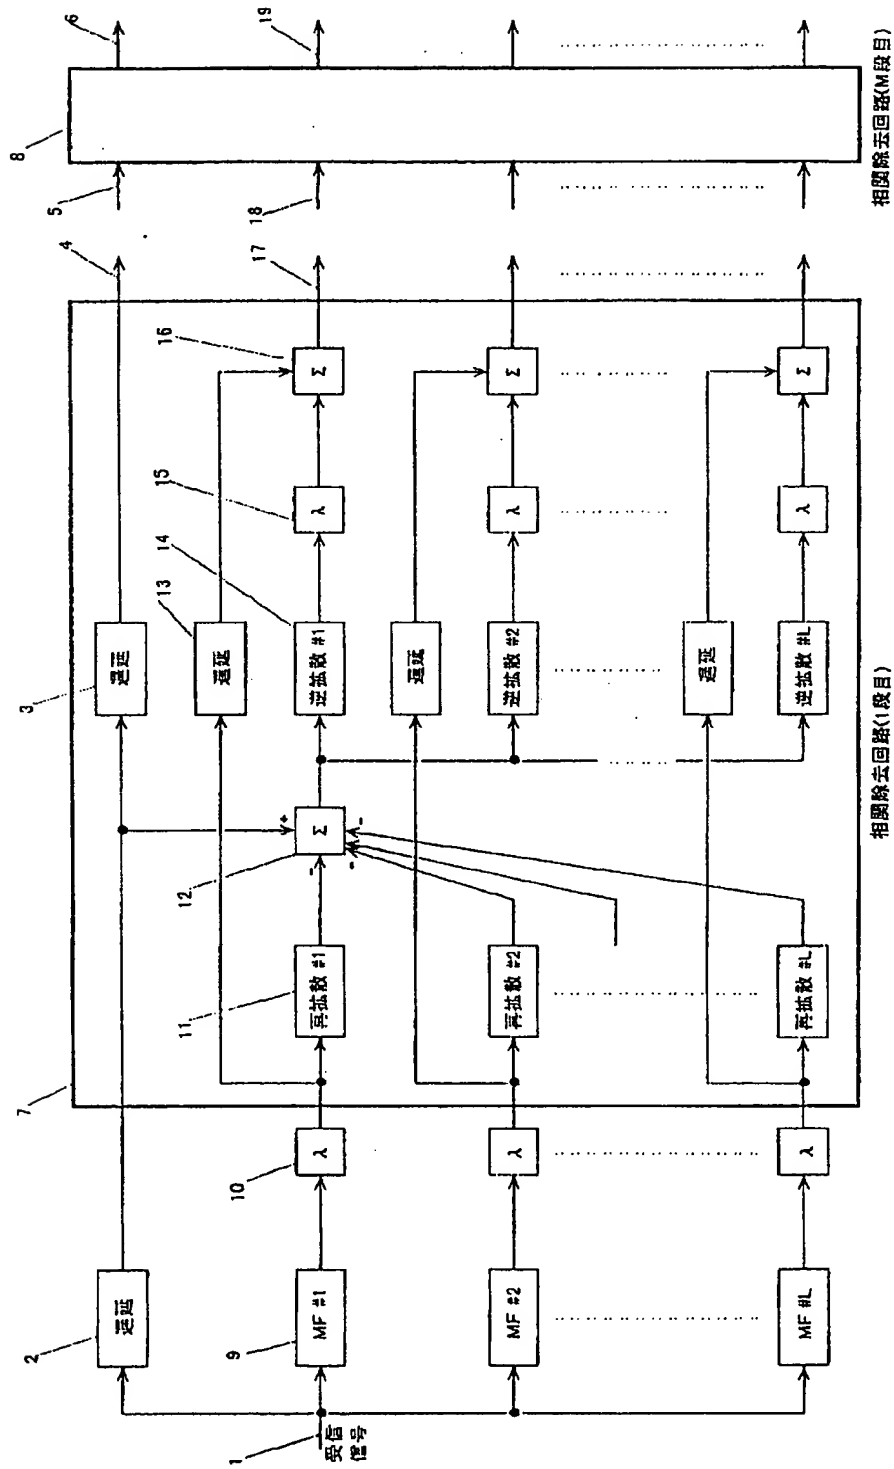 1
受信
信号
2
遅延
9
MF #1
MF #2
MF #L
10
λ
λ
λ
7
11
再拡散 #1
再拡散 #2
再拡散 #L
12
Σ
+
-
-
-
3
遅延
13
遅延
14
逆拡散 #1
遅延
逆拡散 #2
遅延
逆拡散 #L
15
λ
λ
λ
16
Σ
Σ
Σ
4
17
相関除去回路(1段目)
5
18
8
6
19
相関除去回路(M段目)